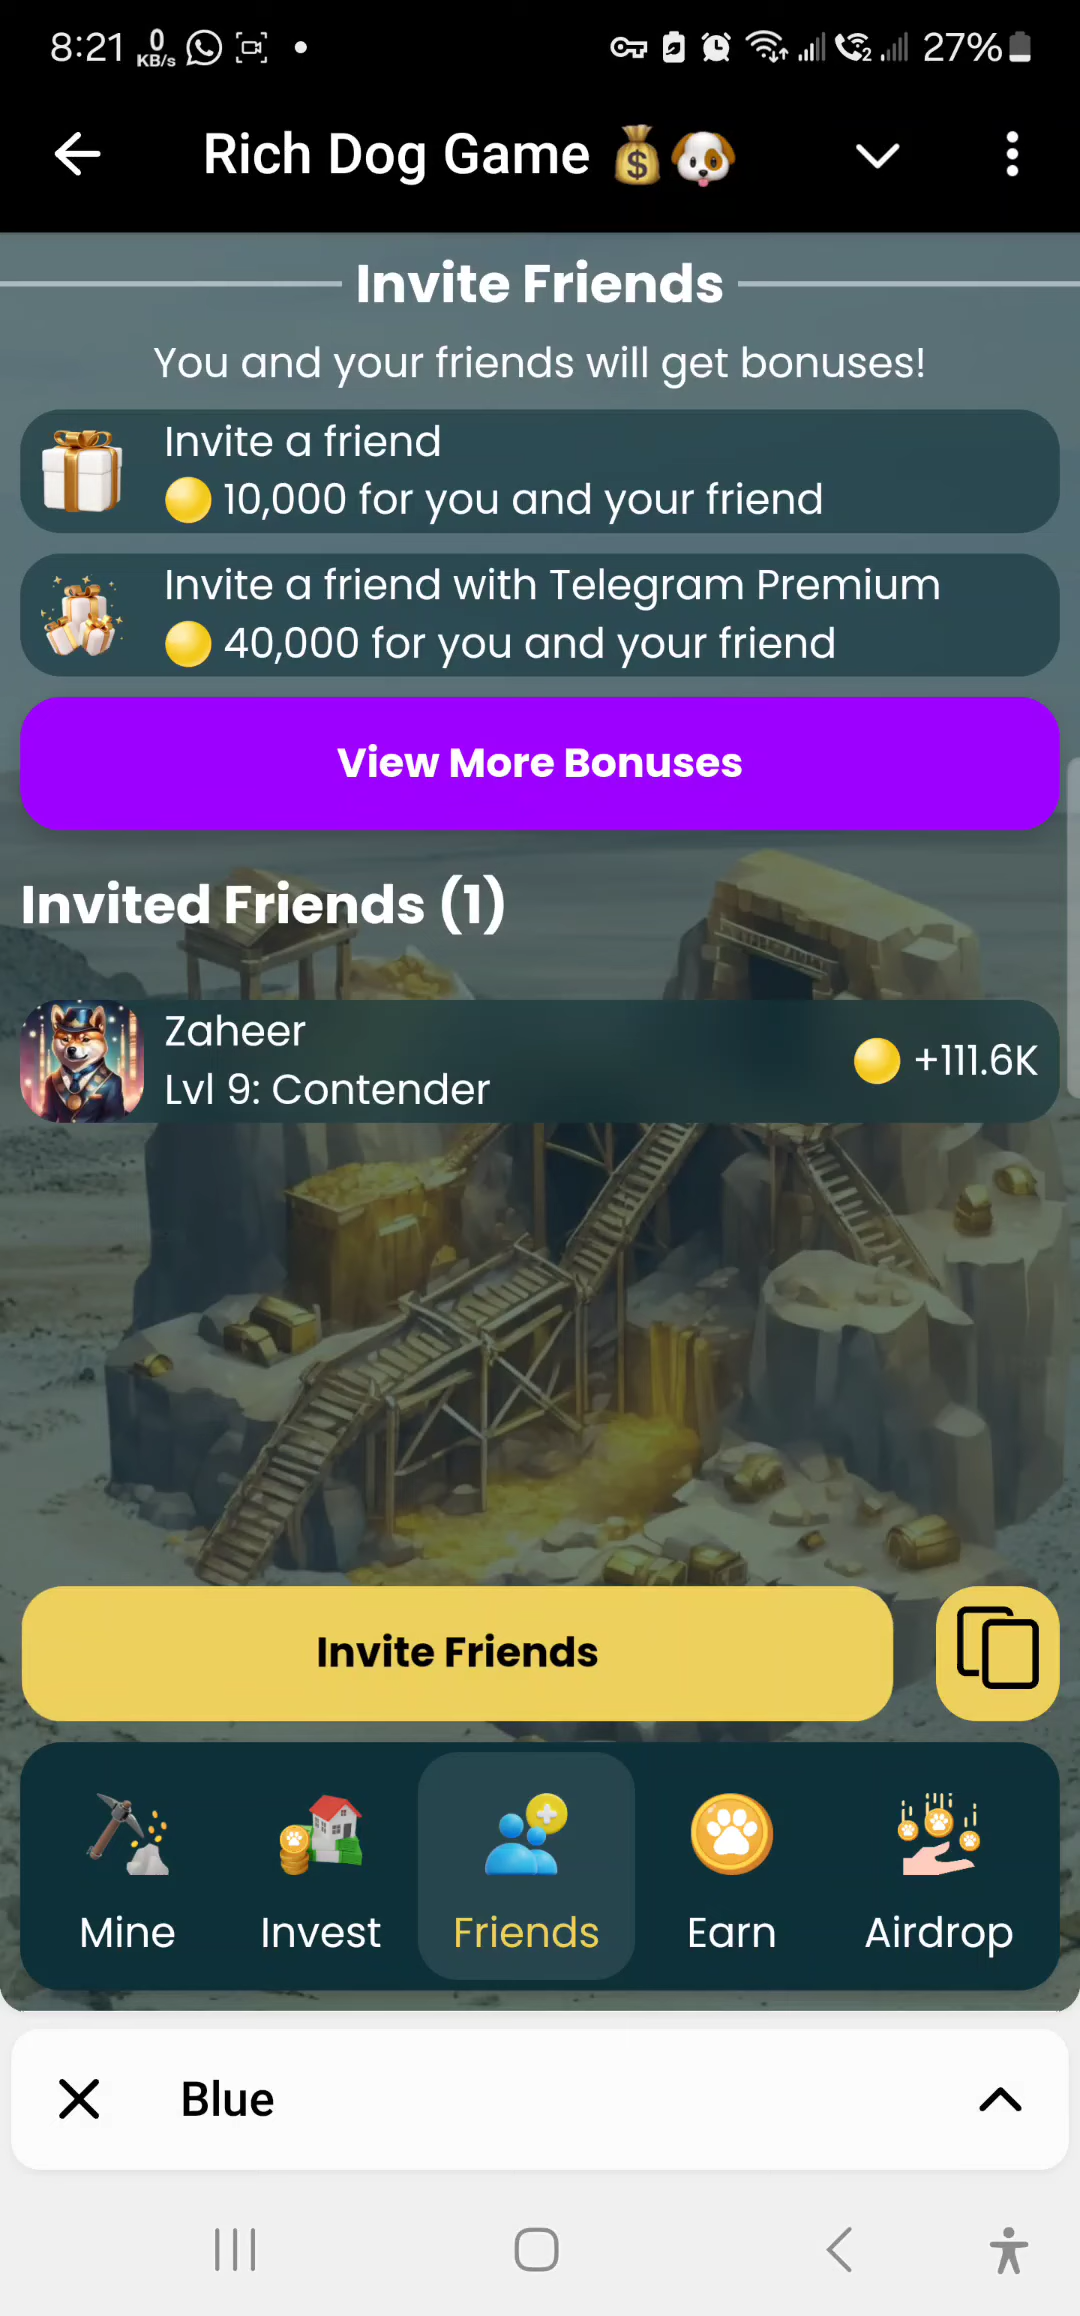 8:21 0 KB/s 27%
Rich Dog Game 💰🐶
Invite Friends
You and your friends will get bonuses!
Invite a friend
10,000 for you and your friend
Invite a friend with Telegram Premium
40,000 for you and your friend
View More Bonuses
Invited Friends (1)
Zaheer
Lvl 9: Contender
+111.6K
Invite Friends
Mine Invest Friends Earn Airdrop
Blue